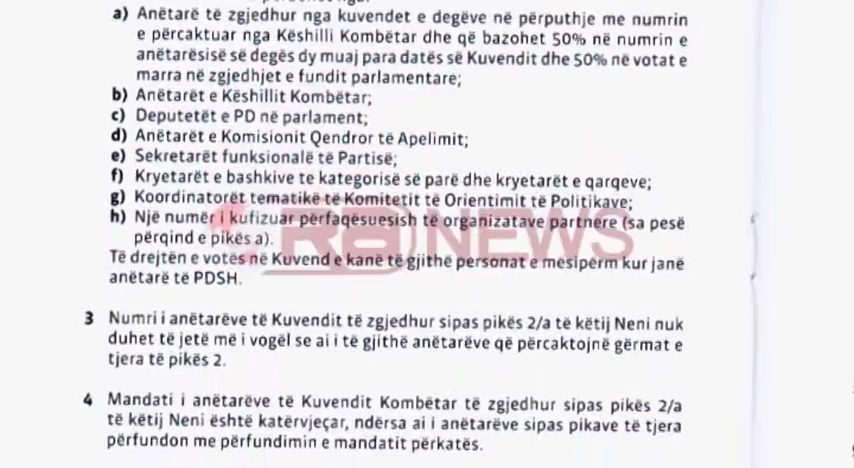 a) Anëtarë të zgjedhur nga kuvendet e degëve në përputhje me numrin
e përcaktuar nga Këshilli Kombëtar dhe që bazohet 50% në numrin e
anëtarësisë së degës dy muaj para datës së Kuvendit dhe 50% në votat e
marra në zgjedhjet e fundit parlamentare;
b) Anëtarët e Këshillit Kombëtar;
c) Deputetët e PD në parlament;
d) Anëtarët e Komisionit Qendror të Apelimit;
e) Sekretarët funksionalë të Partisë;
f) Kryetarët e bashkive te kategorisë së parë dhe kryetarët e qarqeve;
g) Koordinatorët tematikë të Komitetit të Orientimit të Politikave;
h) Një numër i kufizuar përfaqësuesish të organizatave partnere (sa pesë
përqind e pikës a).
Të drejtën e votës në Kuvend e kanë të gjithë personat e mësipërm kur janë
anëtarë të PDSH.
3 Numri i anëtarëve të Kuvendit të zgjedhur sipas pikës 2/a të këtij Neni nuk
duhet të jetë më i vogël se ai i të gjithë anëtarëve që përcaktojnë gërmat e
tjera të pikës 2.
4 Mandati i anëtarëve të Kuvendit Kombëtar të zgjedhur sipas pikës 2/a
të këtij Neni është katërvjeçar, ndërsa ai i anëtarëve sipas pikave të tjera
përfundon me përfundimin e mandatit përkatës.
NEWS